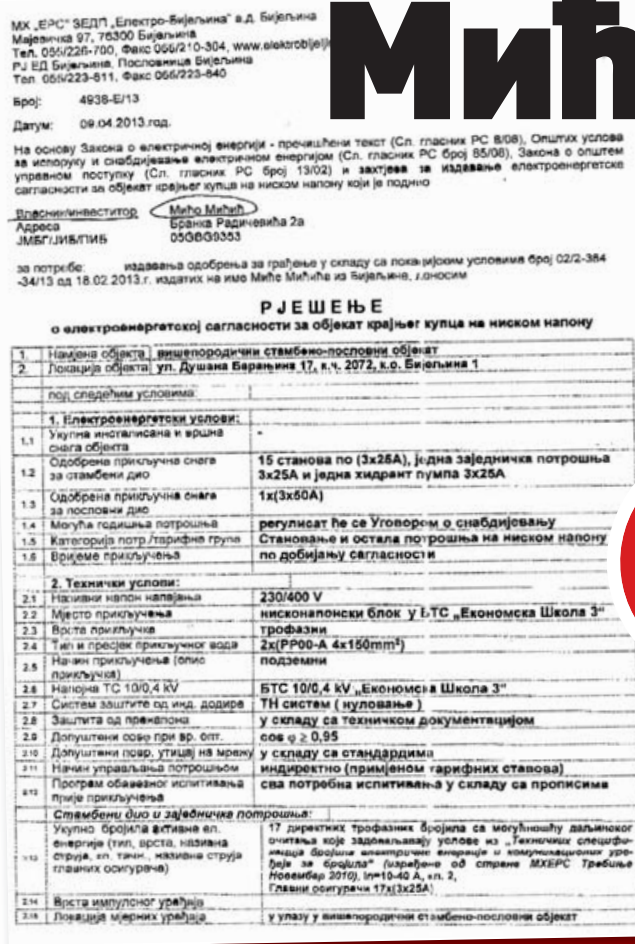 Мић
МХ „ЕРС“ ЗЕДП „Електро-Бијељина“ а.д. Бијељина
Мајевичка 97, 76300 Бијељина
Тел. 055/226-700, Факс 055/210-304, www.elektrobijelji
РЈ ЕД Бијељина, Пословница Бијељина
Тел. 055/223-811, Факс 055/223-840
Број: 4938-Е/13
Датум: 09.04.2013.год.
На основу Закона о електричној енергији - пречишћени текст (Сл. гласник РС 8/08), Општих услова
за испоруку и снабдијевање електричном енергијом (Сл. гласник РС број 85/08), Закона о општем
управном поступку (Сл. гласник РС број 13/02) и захтјева за издавање електроенергетске
сагласности за објекат крајњег купца на ниском напону који је поднио
Власник/инвеститор Мићо Мићић
Адреса Бранка Радичевића 2а
ЈМБГ/ЈИБ/ПИБ 05GBG9353
за потребе: издавања одобрења за грађење у складу са локацијским условима број 02/2-364
-34/13 од 18.02.2013.г. издатих на име Миће Мићића из Бијељине, доносим
РЈЕШЕЊЕ
о електроенергетској сагласности за објекат крајњег купца на ниском напону
1. Намјена објекта вишепородични стамбено-пословни објекат
2. Локација објекта ул. Душана Барањина 17, к.ч. 2072, к.о. Бијељина 1
под следећим условима:
1. Електроенергетски услови:
1.1 Укупна инсталисана и вршна -
снага објекта
1.2 Одобрена прикључна снага 15 станова по (3x25А), једна заједничка потрошња
за стамбени дио 3x25А и једна хидрант пумпа 3x25А
1.3 Одобрена прикључна снага 1x(3x50А)
за пословни дио
1.4 Могућа годишња потрошња регулисат ће се Уговором о снабдијевању
1.5 Категорија потр./тарифна група Становање и остала потрошња на ниском напону
1.6 Вријеме прикључења по добијању сагласности
2. Технички услови:
2.1 Називни напон напајања 230/400 V
2.2 Мјесто прикључења нисконапонски блок у БТС „Економска Школа 3“
2.3 Врста прикључка трофазни
2.4 Тип и пресјек прикључног вода 2x(PP00-A 4x150mm²)
2.5 Начин прикључења (опис подземни
прикључка)
2.6 Напојна ТС 10/0,4 kV БТС 10/0,4 kV „Економска Школа 3“
2.7 Систем заштите од инд. додира ТН систем ( нуловање )
2.8 Заштита од пренапона у складу са техничком документацијом
2.9 Допуштени cosφ при вр. опт. cos φ ≥ 0,95
2.10 Допуштени повр. утицај на мрежу у складу са стандардима
2.11 Начин управљања потрошњом индиректно (примјеном тарифних ставова)
2.12 Програм обавезног испитивања сва потребна испитивања у складу са прописима
прије прикључења
Стамбени дио и заједничка потрошња:
2.13 Укупно бројила активне ел. 17 директних трофазних бројила са могућношћу даљинског
енергије (тип, врста, називна очитања које задовољавају услове из „Техничких специфи-
струја, кл. тачн., називна струја кација бројила електричне енергије и комуникационих уре-
главних осигурача) ђаја за бројила“ (израђене од стране МХЕРС Требиње
Новембар 2010), In=10-40 А, кл. 2,
Главни осигурачи 17x(3x25А)
2.14 Врста импулсног уређаја
2.15 Локација мјерних уређаја у улазу у вишепородични стамбено-пословни објекат